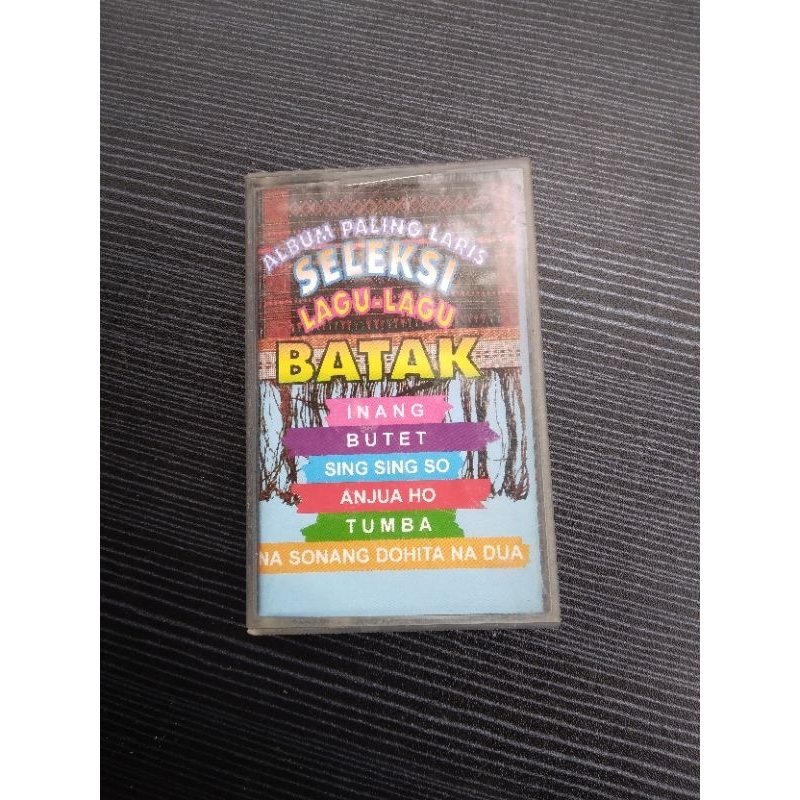 ALBUM PALING LARIS
SELEKSI
LAGU-LAGU
BATAK
INANG
BUTET
SING SING SO
ANJUA HO
TUMBA
NA SONANG DOHITA NA DUA